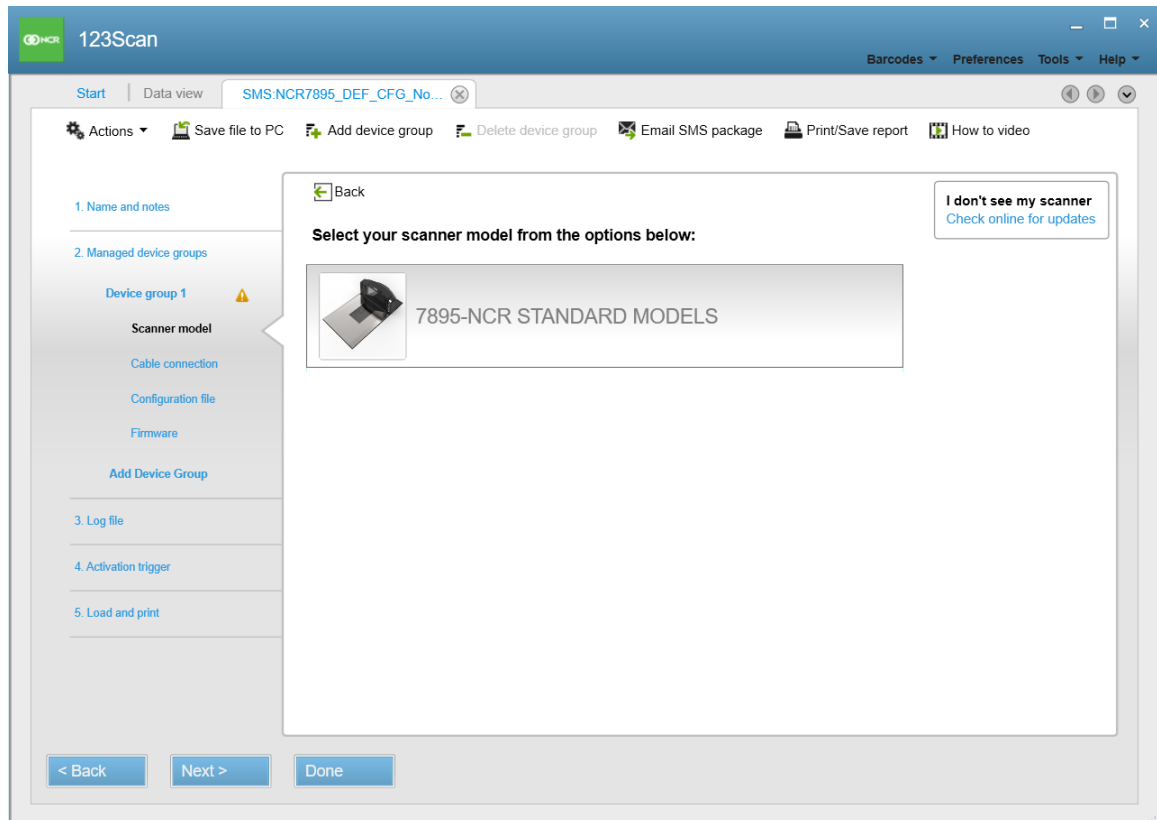 NCR
123Scan
Barcodes Preferences Tools Help
Start Data view SMS:NCR7895_DEF_CFG_No...
Actions Save file to PC Add device group Delete device group Email SMS package Print/Save report How to video
Back
I don't see my scanner
Check online for updates
Select your scanner model from the options below:
7895-NCR STANDARD MODELS
1. Name and notes
2. Managed device groups
Device group 1
Scanner model
Cable connection
Configuration file
Firmware
Add Device Group
3. Log file
4. Activation trigger
5. Load and print
< Back Next > Done